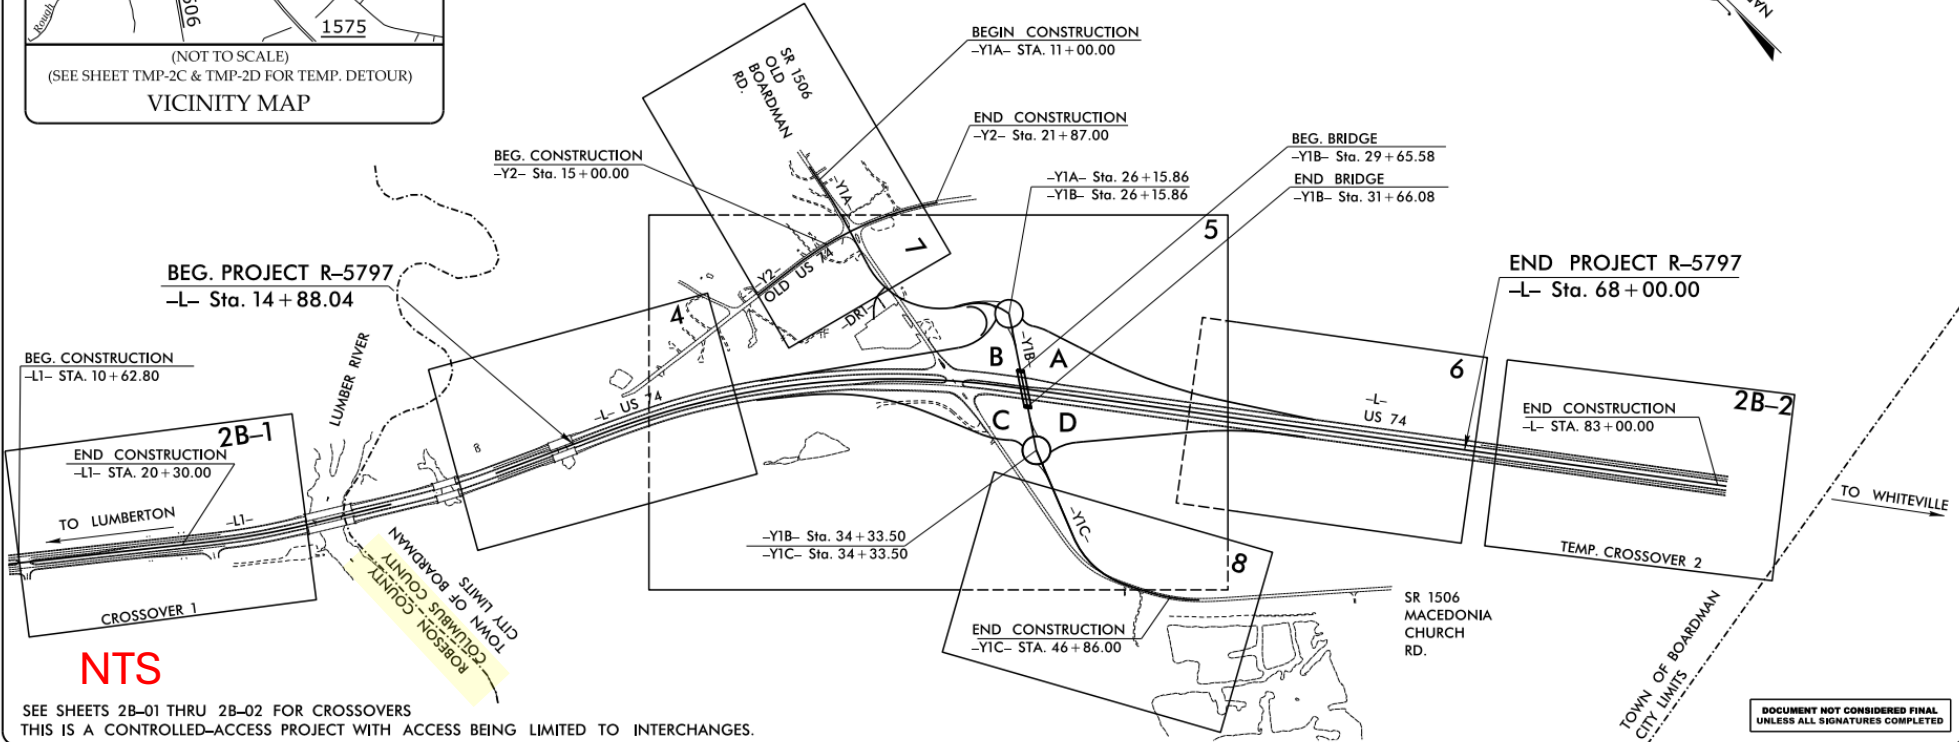 Rough
506
1575
(NOT TO SCALE)
(SEE SHEET TMP-2C & TMP-2D FOR TEMP. DETOUR)
VICINITY MAP
SR 1506
OLD
BOARDMAN
RD.
BEGIN CONSTRUCTION
-Y1A- STA. 11+00.00
END CONSTRUCTION
-Y2- Sta. 21+87.00
BEG. CONSTRUCTION
-Y2- Sta. 15+00.00
-Y1A- Sta. 26+15.86
-Y1B- Sta. 26+15.86
BEG. BRIDGE
-Y1B- Sta. 29+65.58
END BRIDGE
-Y1B- Sta. 31+66.08
-Y1A-
7
5
-Y2-
OLD US 74
-DR1-
BEG. PROJECT R-5797
-L- Sta. 14+88.04
END PROJECT R-5797
-L- Sta. 68+00.00
4
-Y1B-
B
A
C
D
6
2B-2
BEG. CONSTRUCTION
-L1- STA. 10+62.80
LUMBER RIVER
2B-1
END CONSTRUCTION
-L1- STA. 20+30.00
TO LUMBERTON
-L1-
8
-L- US 74
-L-
US 74
END CONSTRUCTION
-L- STA. 83+00.00
TO WHITEVILLE
TEMP. CROSSOVER 2
CROSSOVER 1
ROBESON COUNTY
COLUMBUS COUNTY
TOWN OF BOARDMAN
CITY LIMITS
-Y1B- Sta. 34+33.50
-Y1C- Sta. 34+33.50
-Y1C-
8
END CONSTRUCTION
-Y1C- STA. 46+86.00
SR 1506
MACEDONIA
CHURCH
RD.
TOWN OF BOARDMAN
CITY LIMITS
NTS
SEE SHEETS 2B-01 THRU 2B-02 FOR CROSSOVERS
THIS IS A CONTROLLED-ACCESS PROJECT WITH ACCESS BEING LIMITED TO INTERCHANGES.
DOCUMENT NOT CONSIDERED FINAL
UNLESS ALL SIGNATURES COMPLETED